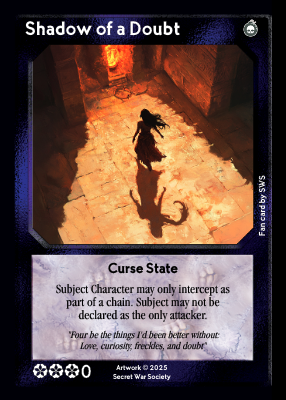 Shadow of a Doubt
Fan card by SWS
Curse State
Subject Character may only intercept as
part of a chain. Subject may not be
declared as the only attacker.
"Four be the things I'd been better without:
Love, curiosity, freckles, and doubt"
Artwork © 2025
Secret War Society
0